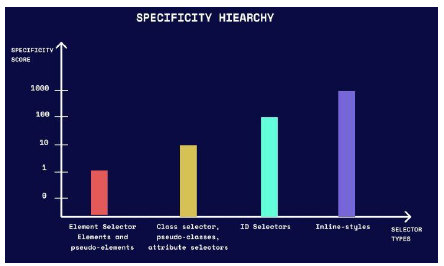 SPECIFICITY HIEARCHY
SPECIFICITY
SCORE
1000
100
10
1
0
Element Selector
Elements and
pseudo-elements
Class selector,
pseudo-classes,
attribute selectors
ID Selectors
Imline-styles
SELECTOR
TYPES